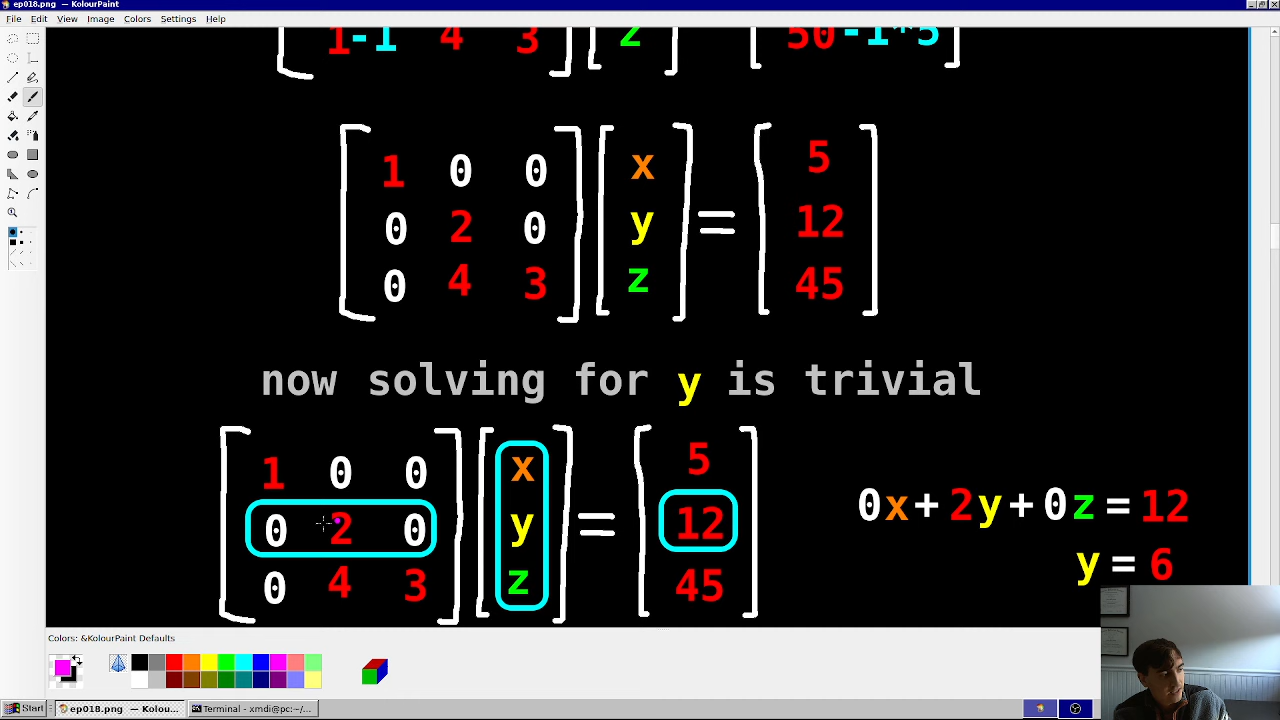 ep018.png — KolourPaint
File Edit View Image Colors Settings Help
1-1 4 3 z 50-1*5
1 0 0 x 5
0 2 0 y = 12
0 4 3 z 45
now solving for y is trivial
1 0 0 x 5
0 2 0 y = 12
0 4 3 z 45
0x+2y+0z=12
y=6
Colors: &KolourPaint Defaults
Start ep018.png — Kolou... Terminal - xmdi@pc:~/...